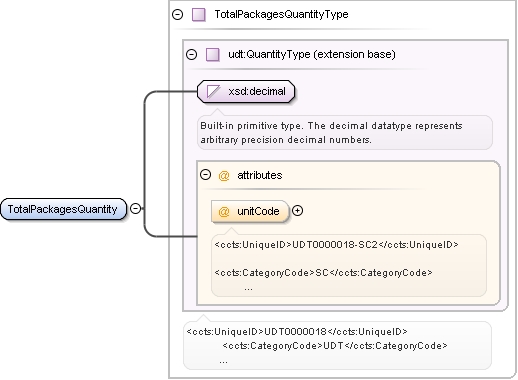 TotalPackagesQuantityType
udt:QuantityType (extension base)
xsd:decimal
Built-in primitive type. The decimal datatype represents
arbitrary precision decimal numbers.
@ attributes
TotalPackagesQuantity
@ unitCode
<ccts:UniqueID>UDT0000018-SC2</ccts:UniqueID>
<ccts:CategoryCode>SC</ccts:CategoryCode>
...
<ccts:UniqueID>UDT0000018</ccts:UniqueID>
<ccts:CategoryCode>UDT</ccts:CategoryCode>
...